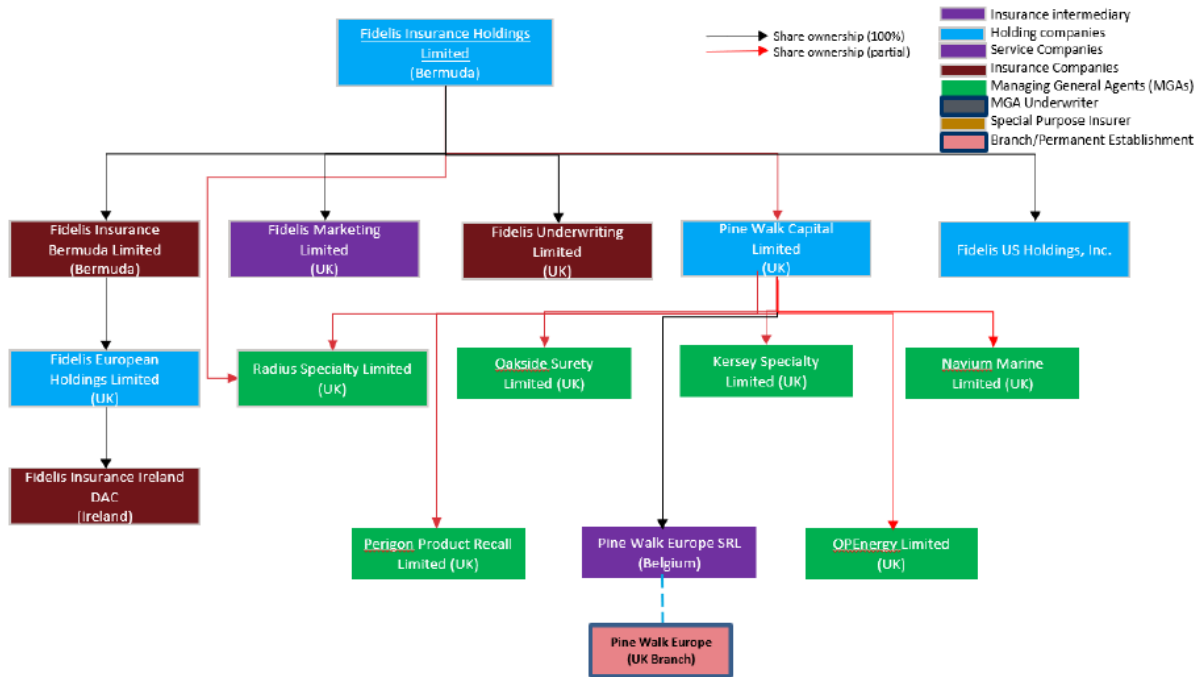 Fidelis Insurance Holdings
Limited
(Bermuda)
Share ownership (100%)
Share ownership (partial)
Insurance intermediary
Holding companies
Service Companies
Insurance Companies
Managing General Agents (MGAs)
MGA Underwriter
Special Purpose Insurer
Branch/Permanent Establishment
Fidelis Insurance
Bermuda Limited
(Bermuda)
Fidelis Marketing
Limited
(UK)
Fidelis Underwriting
Limited
(UK)
Pine Walk Capital
Limited
(UK)
Fidelis US Holdings, Inc.
Fidelis European
Holdings Limited
(UK)
Radius Specialty Limited
(UK)
Oakside Surety
Limited (UK)
Kersey Specialty
Limited (UK)
Navium Marine
Limited (UK)
Fidelis Insurance Ireland
DAC
(Ireland)
Perigon Product Recall
Limited (UK)
Pine Walk Europe SRL
(Belgium)
OPEnergy Limited
(UK)
Pine Walk Europe
(UK Branch)